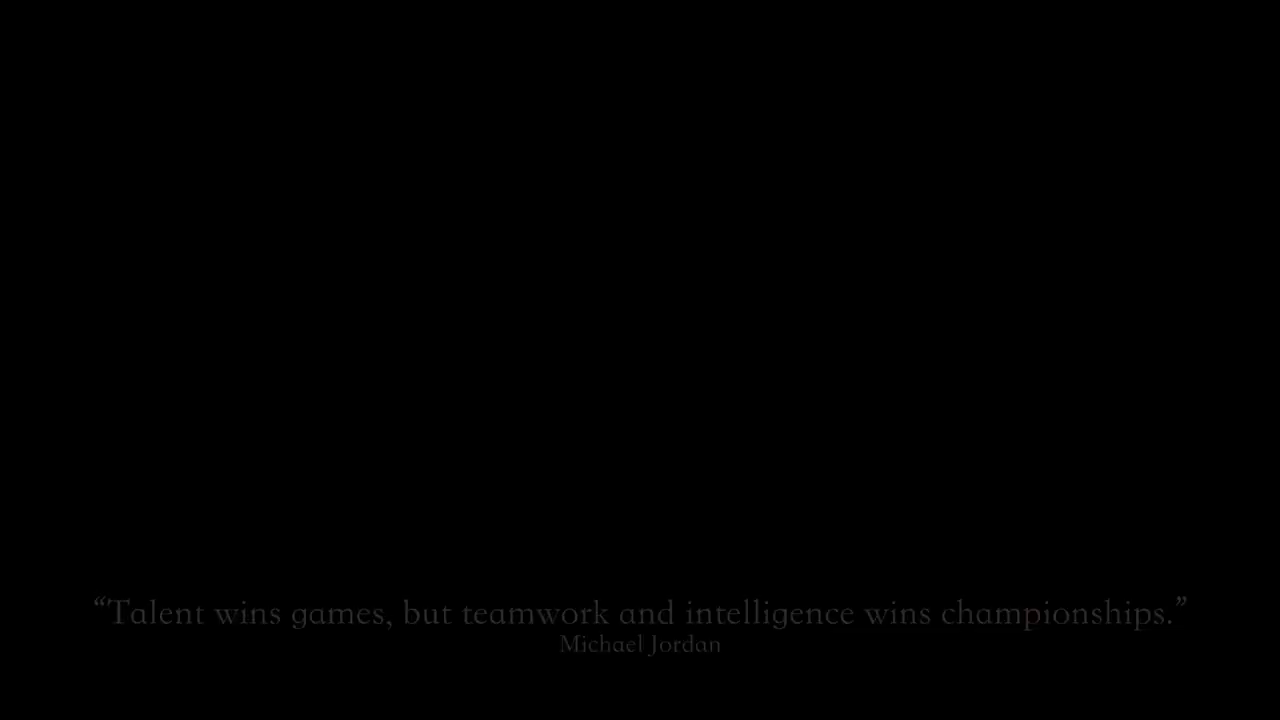 “Talent wins games, but teamwork and intelligence wins championships.”
Michael Jordan